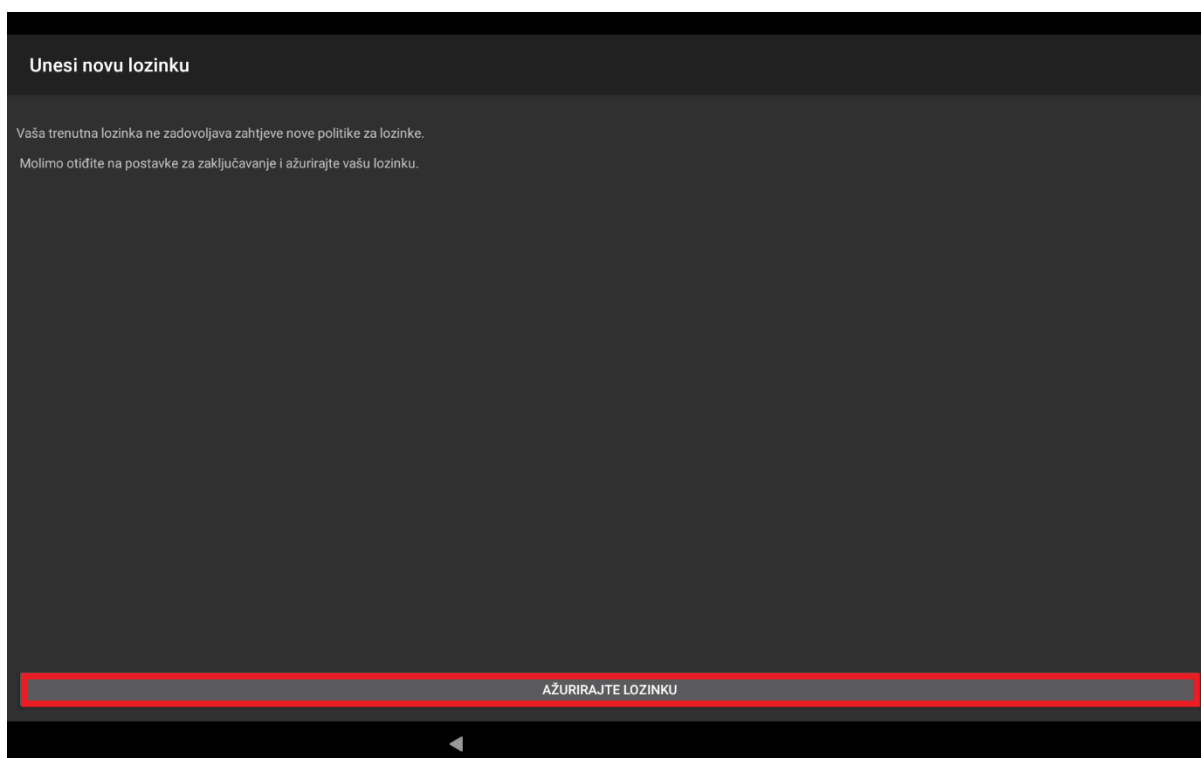 Unesi novu lozinku
Vaša trenutna lozinka ne zadovoljava zahtjeve nove politike za lozinke.
Molimo otiđite na postavke za zaključavanje i ažurirajte vašu lozinku.
AŽURIRAJTE LOZINKU